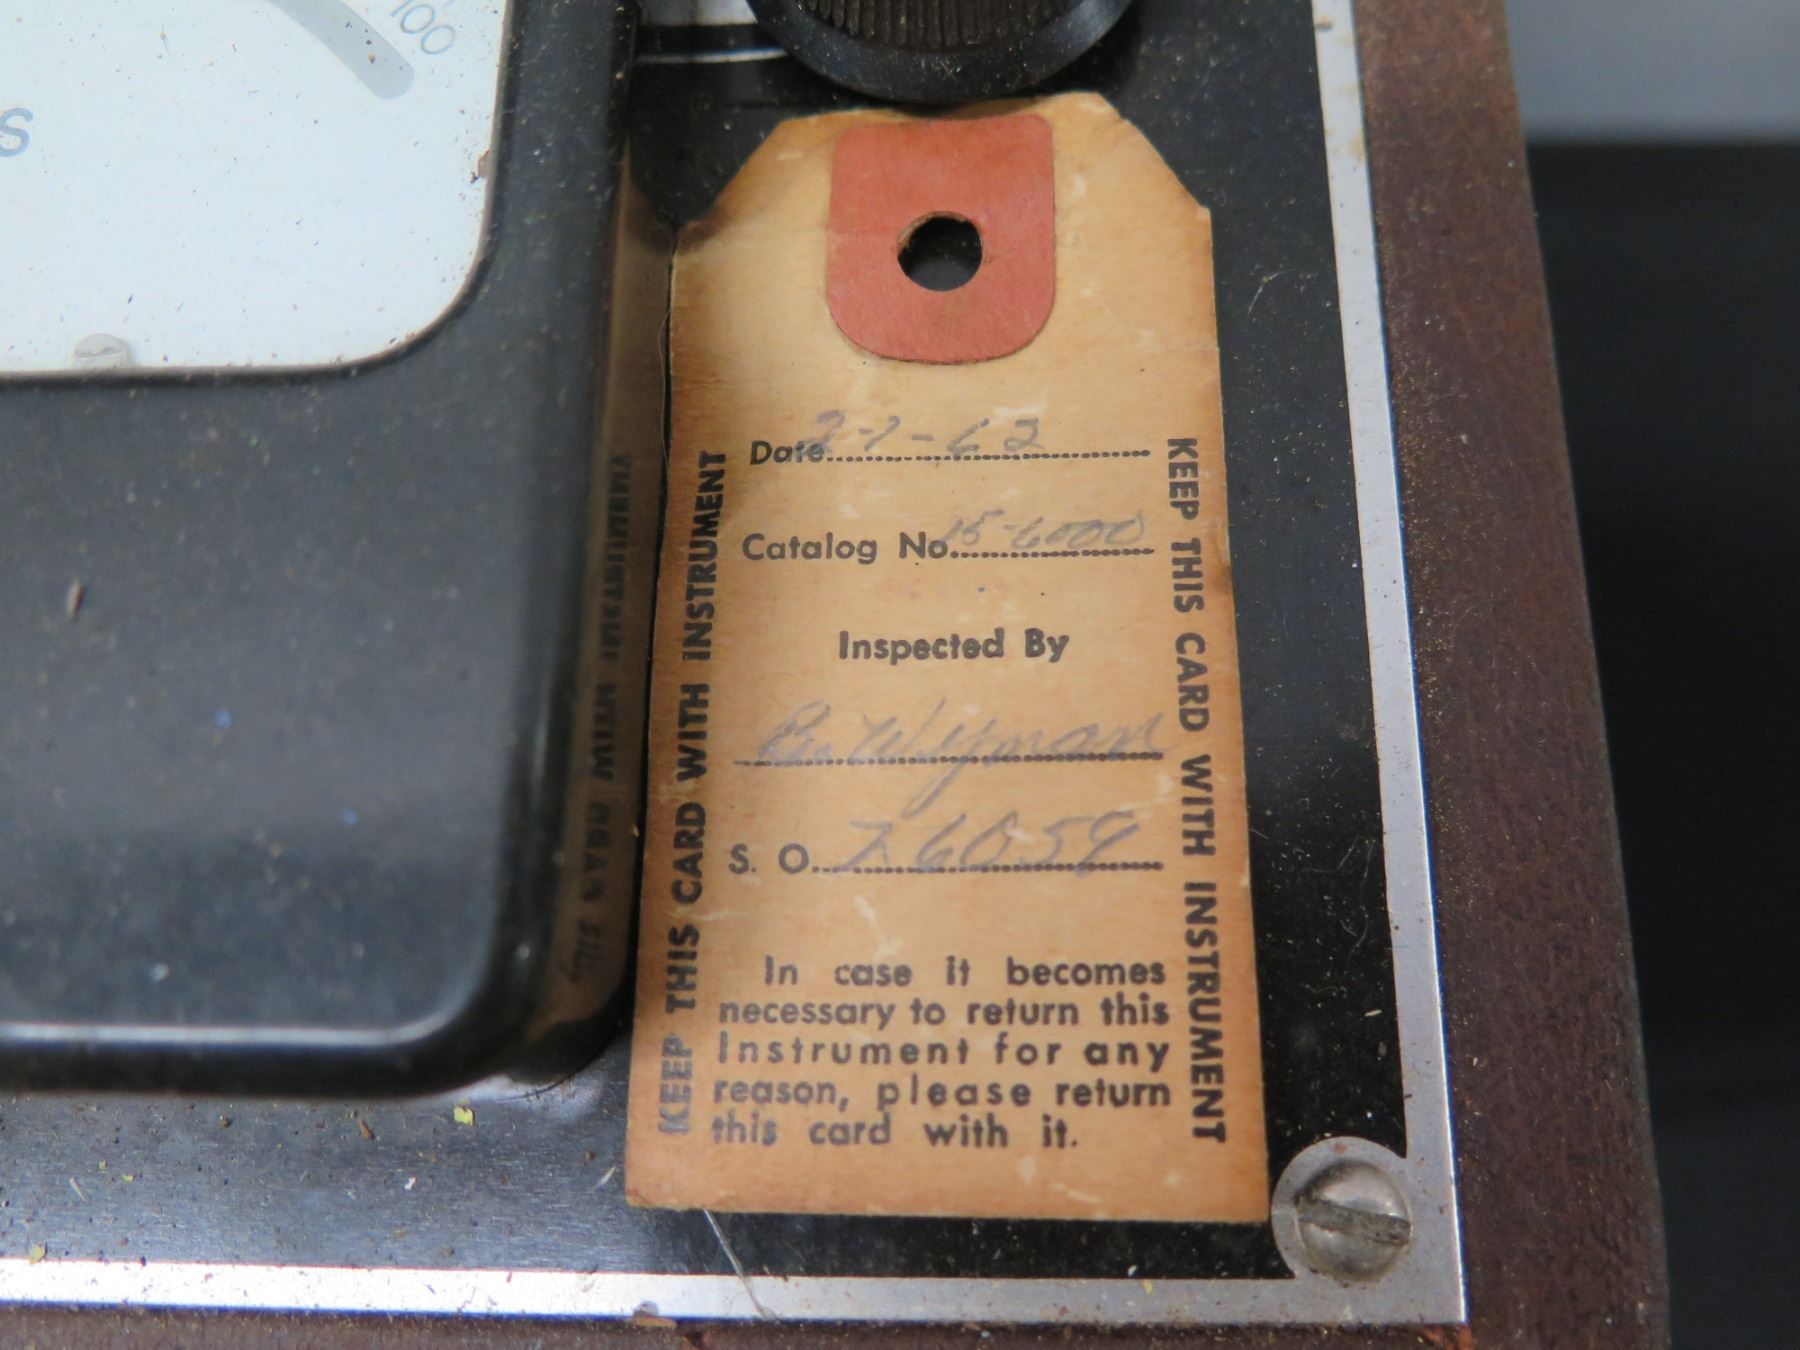 100
S
KEEP THIS CARD WITH INSTRUMENT
Date 2-7-62
Catalog No. 15-6000
Inspected By
B. Wyman
S. O. 76059
In case it becomes
necessary to return this
Instrument for any
reason, please return
this card with it.
KEEP THIS CARD WITH INSTRUMENT